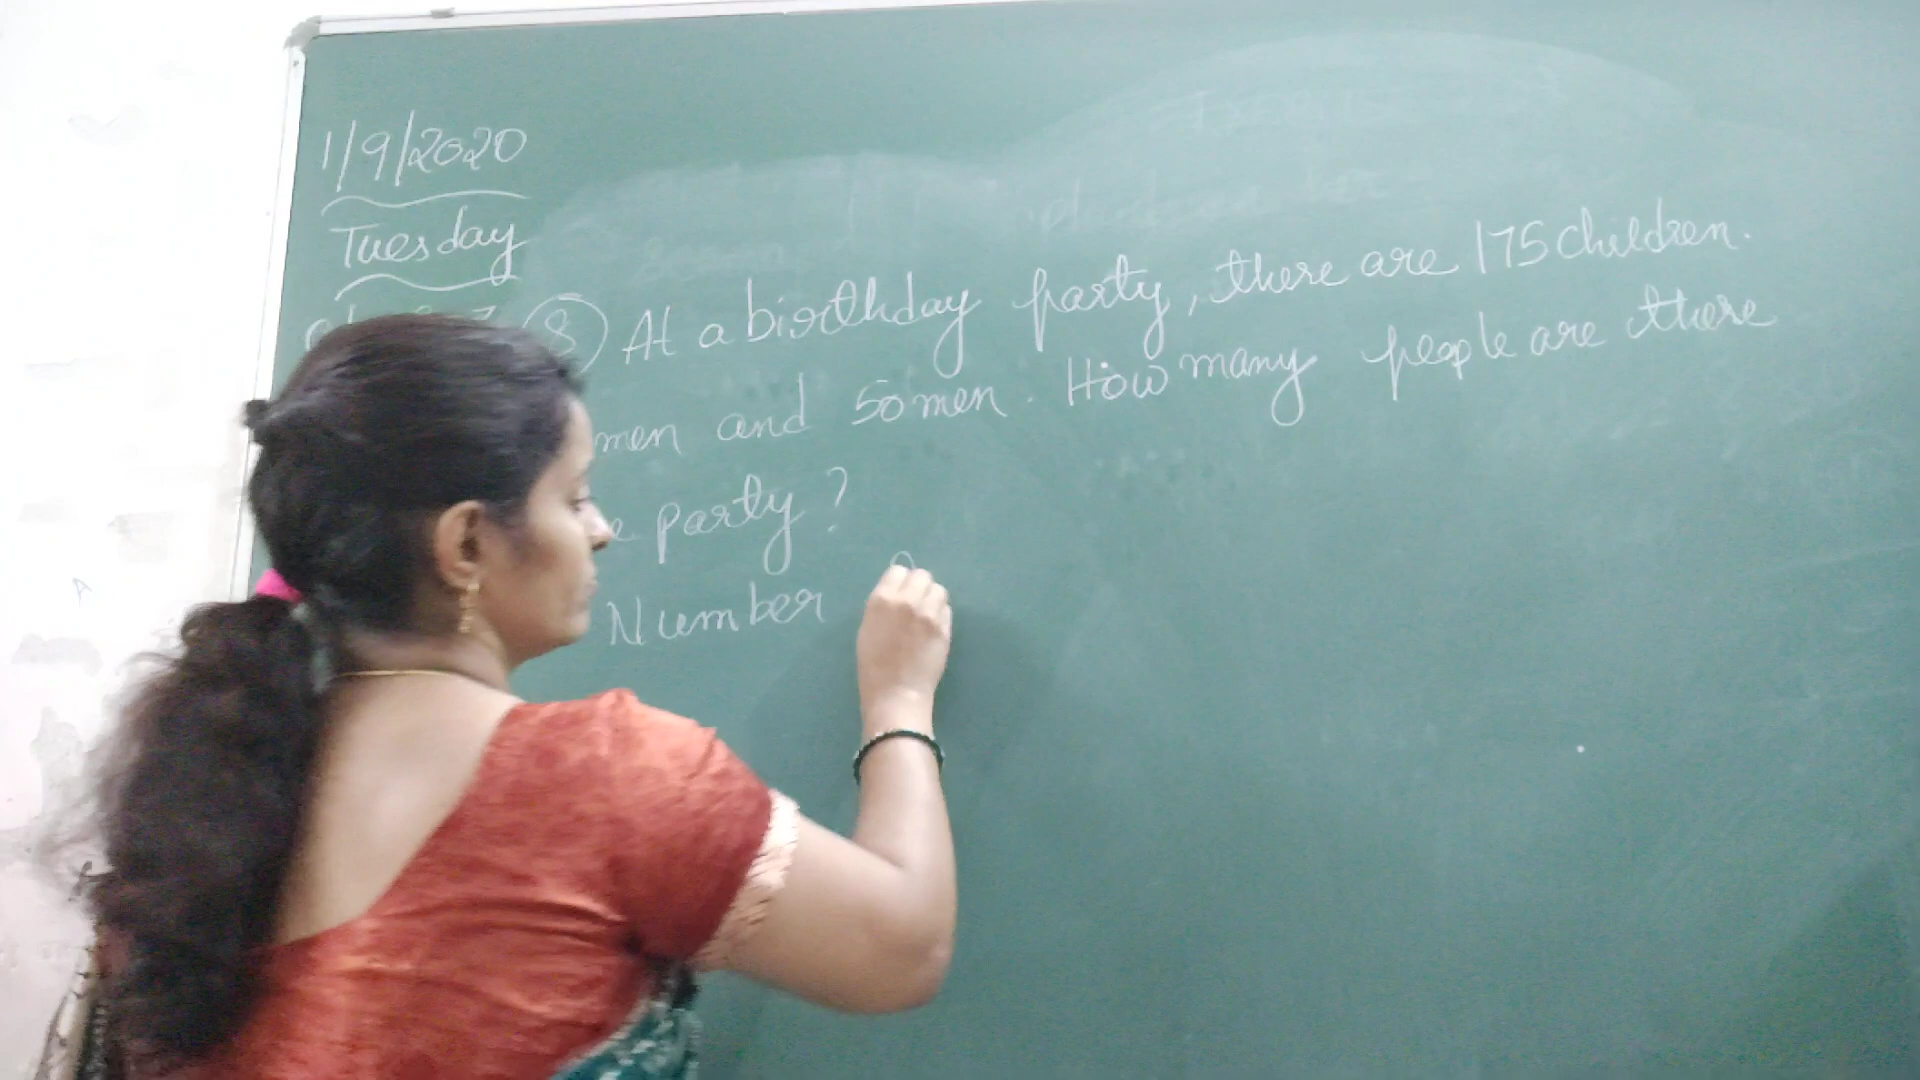 1/9/2020
Tuesday
8 At a birthday party, there are 175 children.
men and 50 men. How many people are there
e party?
Number